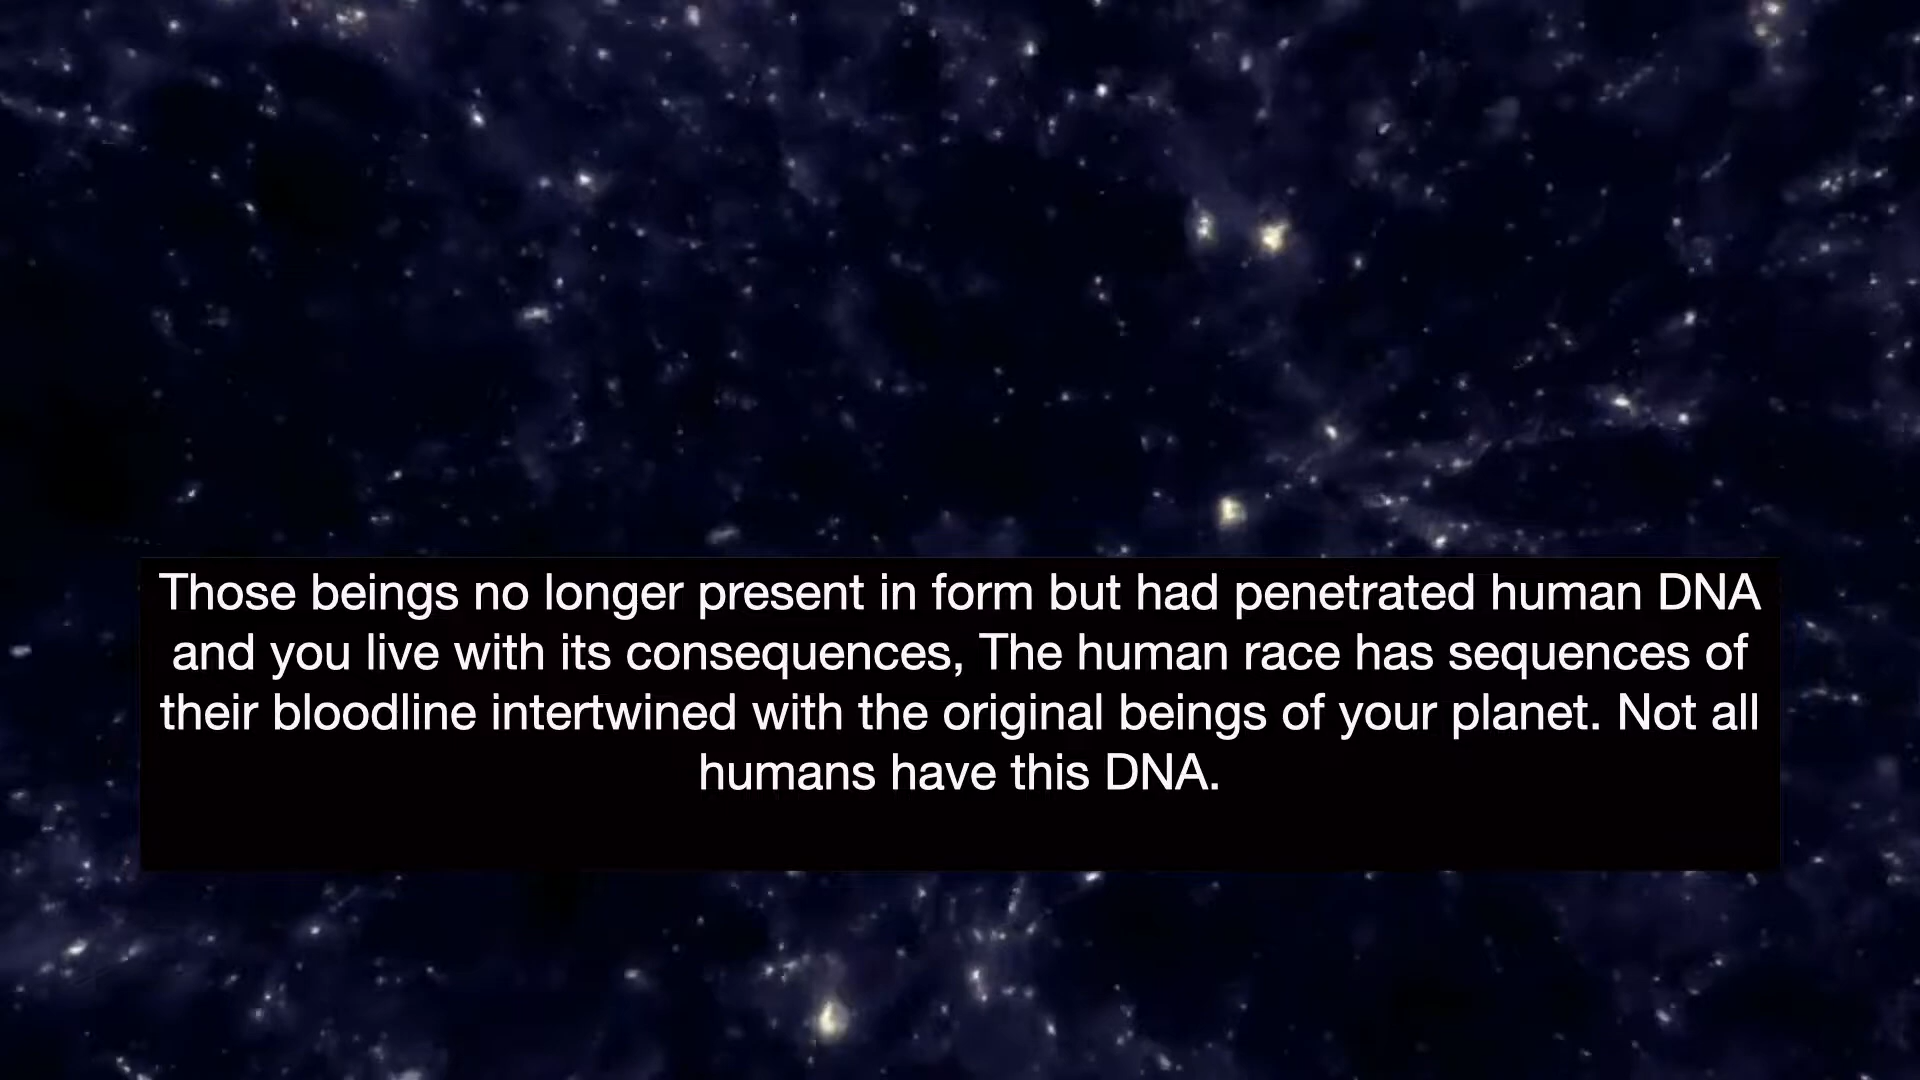 Those beings no longer present in form but had penetrated human DNA
and you live with its consequences, The human race has sequences of
their bloodline intertwined with the original beings of your planet. Not all
humans have this DNA.